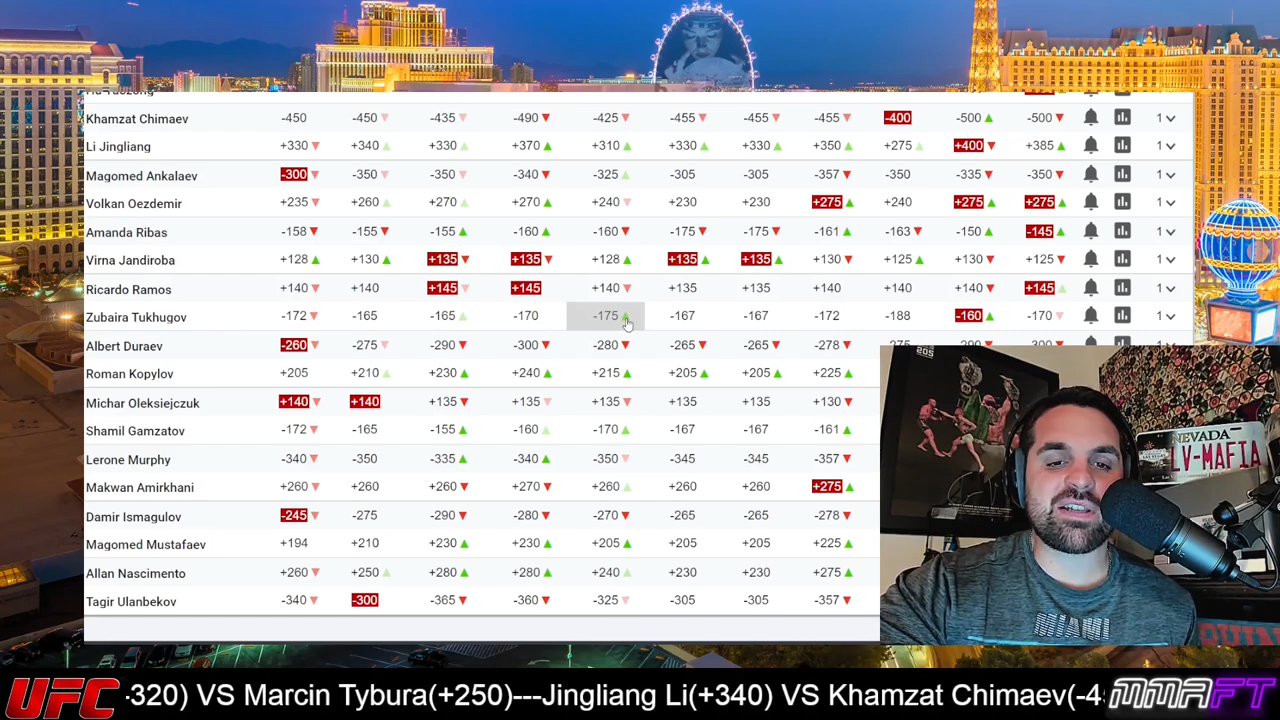 Khamzat Chimaev -450 -450 -435 -490 -425 -455 -455 -455 -400 -500 -500 1
Li Jingliang +330 +340 +330 +370 +310 +330 +330 +350 +275 +400 +385 1
Magomed Ankalaev -300 -350 -350 -340 -325 -305 -305 -357 -350 -335 -350 1
Volkan Oezdemir +235 +260 +270 +270 +240 +230 +230 +275 +240 +275 +275 1
Amanda Ribas -158 -155 -155 -160 -160 -175 -175 -161 -163 -150 -145 1
Virna Jandiroba +128 +130 +135 +135 +128 +135 +135 +130 +125 +130 +125 1
Ricardo Ramos +140 +140 +145 +145 +140 +135 +135 +140 +140 +140 +145 1
Zubaira Tukhugov -172 -165 -165 -170 -175 -167 -167 -172 -188 -160 -170 1
Albert Duraev -260 -275 -290 -300 -280 -265 -265 -278
Roman Kopylov +205 +210 +230 +240 +215 +205 +205 +225
Michar Oleksiejczuk +140 +140 +135 +135 +135 +135 +135 +130
Shamil Gamzatov -172 -165 -155 -160 -170 -167 -167 -161
Lerone Murphy -340 -350 -335 -340 -350 -345 -345 -357
Makwan Amirkhani +260 +260 +260 +270 +260 +260 +260 +275
Damir Ismagulov -245 -275 -290 -280 -270 -265 -265 -278
Magomed Mustafaev +194 +210 +230 +230 +205 +205 +205 +225
Allan Nascimento +260 +250 +280 +280 +240 +230 +230 +275
Tagir Ulanbekov -340 -300 -365 -360 -325 -305 -305 -357
205
NEVADA
LV-MAFIA
MIAMI
UFC -320) VS Marcin Tybura(+250)---Jingliang Li(+340) VS Khamzat Chimaev(-4 MMAFT